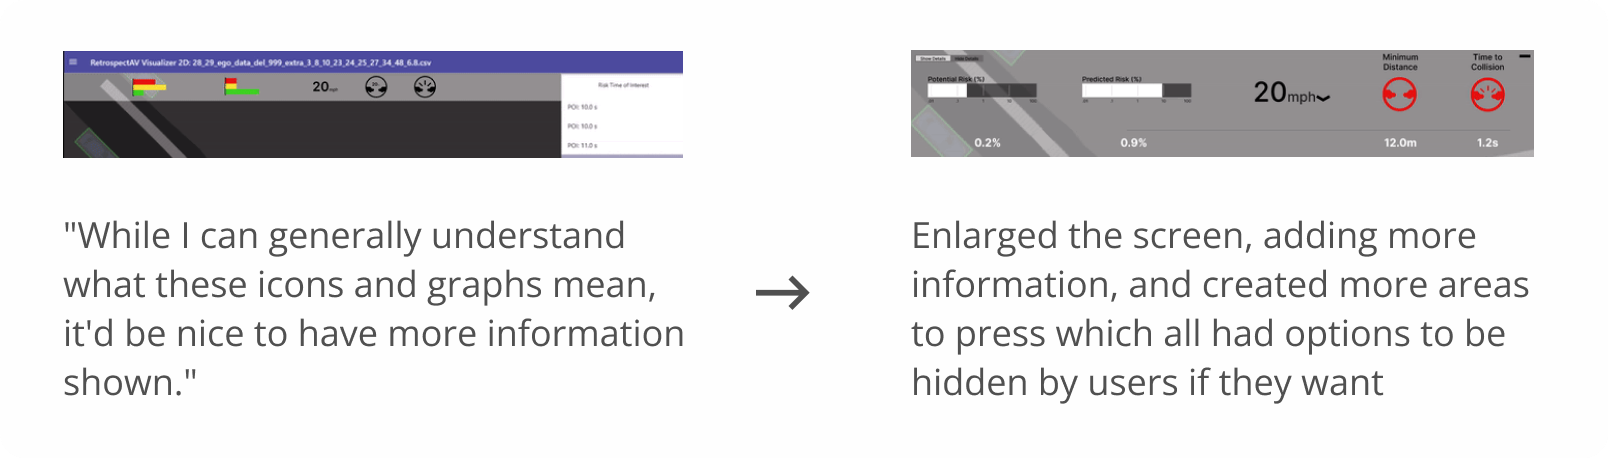 RetrospectAV Visualizer 2D: 28_29_ego_data_del_999_extra_3_8_10_23_24_25_27_34_48_6.8.csv
20mph
Risk Time of Interest
POI: 10.0 s
POI: 10.0 s
POI: 11.0 s
"While I can generally understand
what these icons and graphs mean,
it'd be nice to have more information
shown."
Show Details Hide Details
Potential Risk (%)
Predicted Risk (%)
20mph
Minimum
Distance
Time to
Collision
0.2%
0.9%
12.0m
1.2s
Enlarged the screen, adding more
information, and created more areas
to press which all had options to be
hidden by users if they want